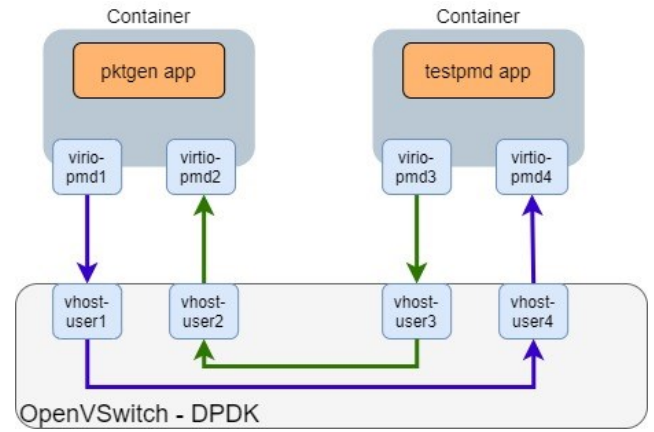 Container
Container
pktgen app
testpmd app
virio-
pmd1
virtio-
pmd2
virio-
pmd3
virtio-
pmd4
vhost-
user1
vhost-
user2
vhost-
user3
vhost-
user4
OpenVSwitch - DPDK